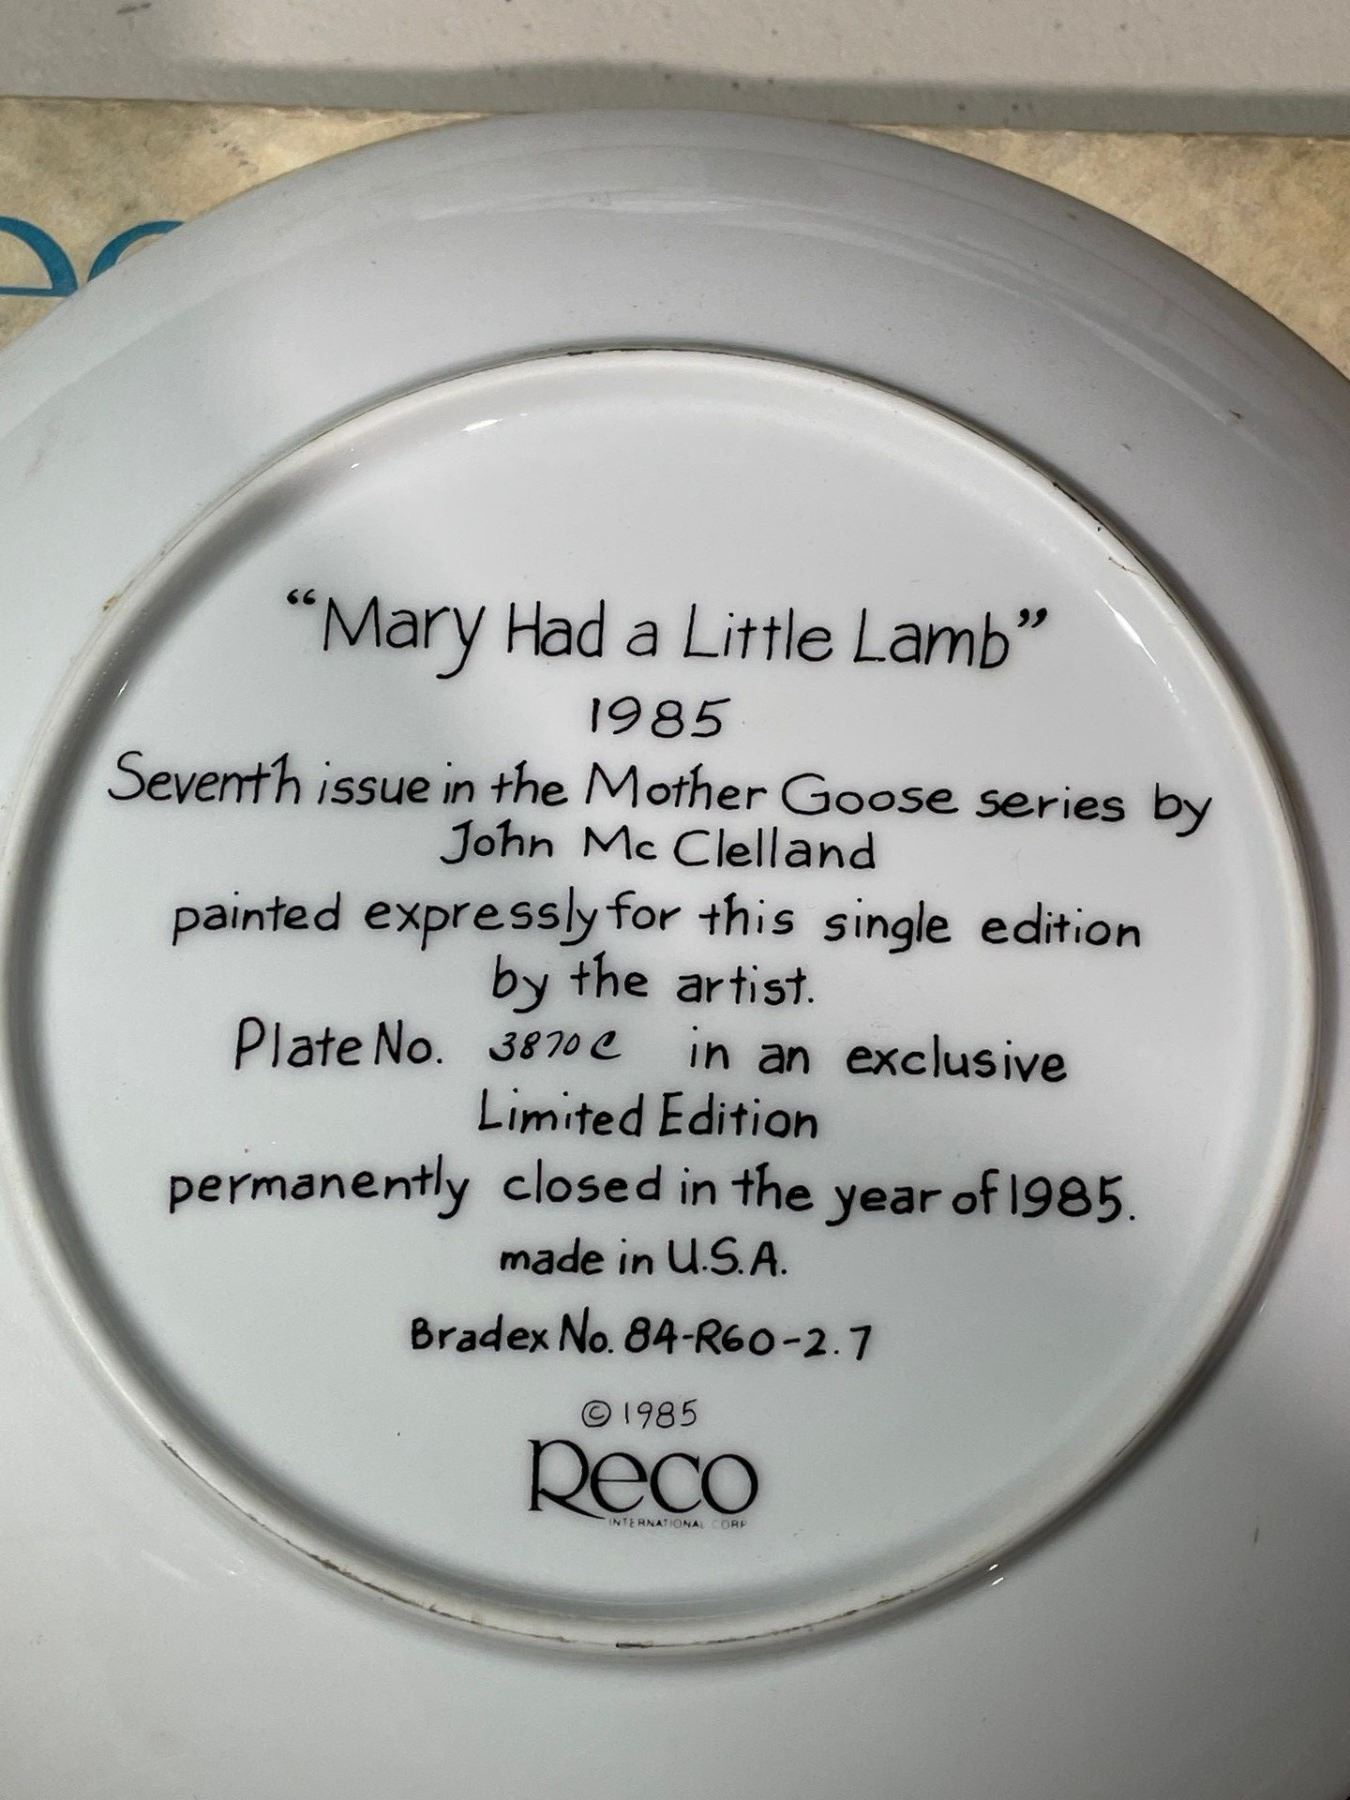 “Mary Had a Little Lamb”
1985
Seventh issue in the Mother Goose series by
John McClelland
painted expressly for this single edition
by the artist.
Plate No. 3870C in an exclusive
Limited Edition
permanently closed in the year of 1985.
made in U.S.A.
Bradex No. 84-R60-2.7
©1985
Reco
INTERNATIONAL CORP